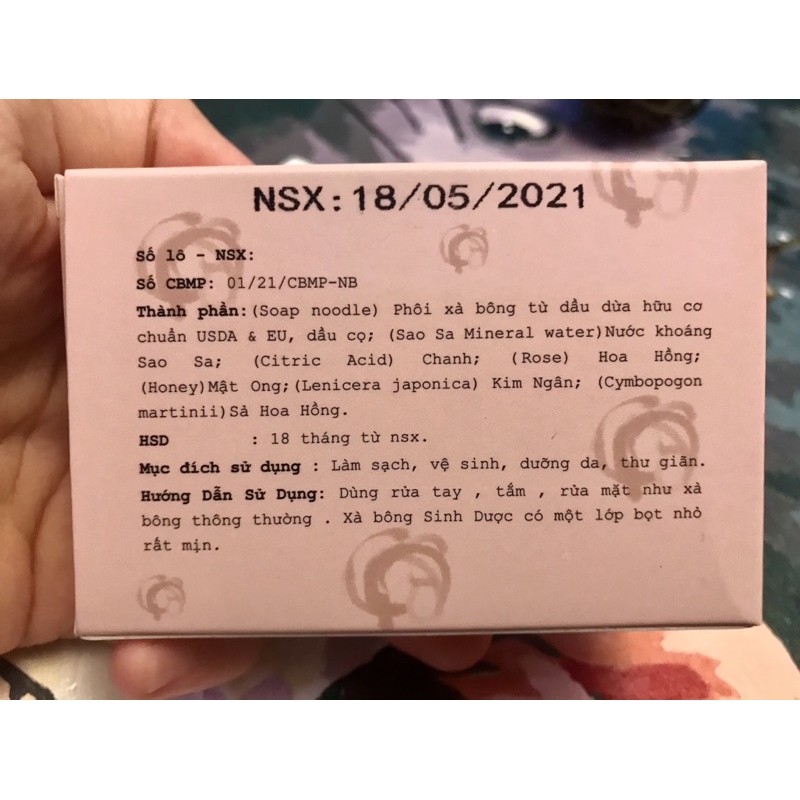 NSX: 18/05/2021
Số lô - NSX:
Số CBMP: 01/21/CBMP-NB
Thành phần:(Soap noodle) Phôi xà bông từ dầu dừa hữu cơ
chuẩn USDA & EU, dầu cọ; (Sao Sa Mineral water)Nước khoáng
Sao Sa; (Citric Acid) Chanh; (Rose) Hoa Hồng;
(Honey)Mật Ong;(Lenicera japonica) Kim Ngân; (Cymbopogon
martinii)Sả Hoa Hồng.
HSD : 18 tháng từ nsx.
Mục đích sử dụng : Làm sạch, vệ sinh, dưỡng da, thư giãn.
Hướng Dẫn Sử Dụng: Dùng rửa tay , tắm , rửa mặt như xà
bông thông thường . Xà bông Sinh Dược có một lớp bọt nhỏ
rất mịn.